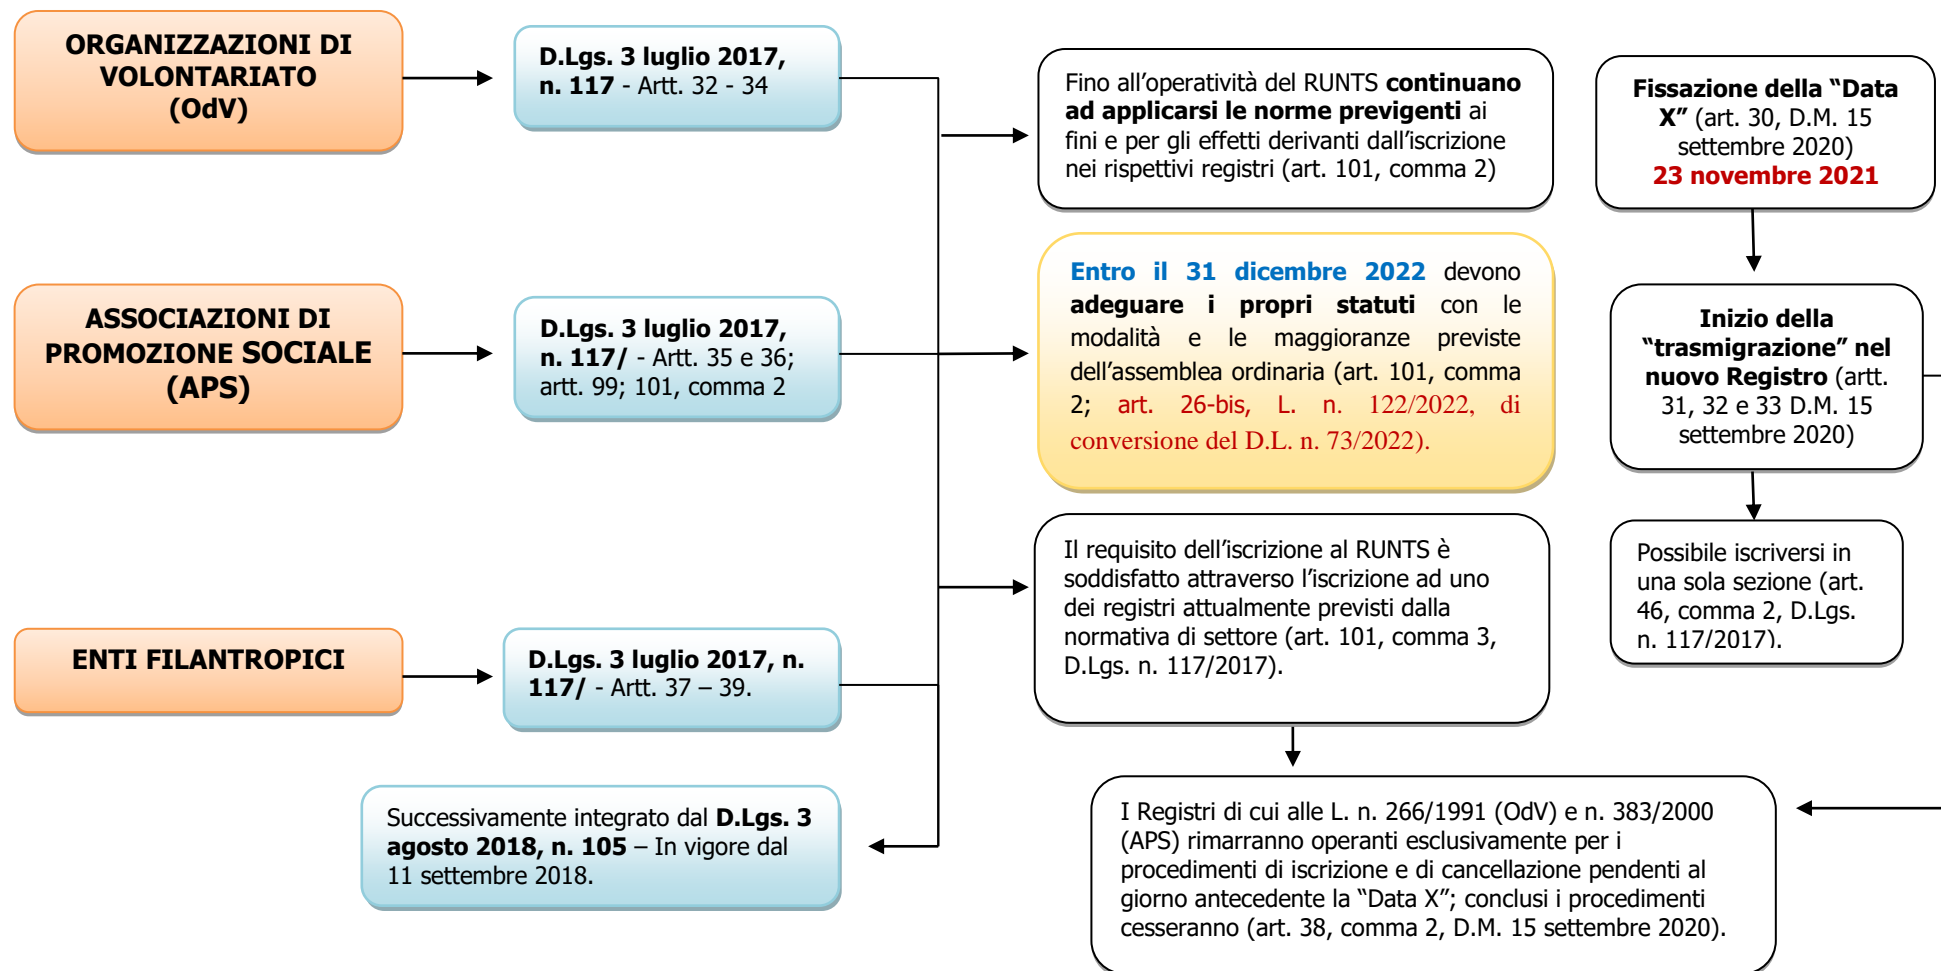 ORGANIZZAZIONI DI
VOLONTARIATO
(OdV)
D.Lgs. 3 luglio 2017,
n. 117 - Artt. 32 - 34
Fino all’operatività del RUNTS continuano
ad applicarsi le norme previgenti ai
fini e per gli effetti derivanti dall’iscrizione
nei rispettivi registri (art. 101, comma 2)
Fissazione della “Data
X” (art. 30, D.M. 15
settembre 2020)
23 novembre 2021
ASSOCIAZIONI DI
PROMOZIONE SOCIALE
(APS)
D.Lgs. 3 luglio 2017,
n. 117/ - Artt. 35 e 36;
artt. 99; 101, comma 2
Entro il 31 dicembre 2022 devono
adeguare i propri statuti con le
modalità e le maggioranze previste
dell’assemblea ordinaria (art. 101, comma
2; art. 26-bis, L. n. 122/2022, di
conversione del D.L. n. 73/2022).
Inizio della
“trasmigrazione” nel
nuovo Registro (artt.
31, 32 e 33 D.M. 15
settembre 2020)
ENTI FILANTROPICI
D.Lgs. 3 luglio 2017, n.
117/ - Artt. 37 – 39.
Il requisito dell’iscrizione al RUNTS è
soddisfatto attraverso l’iscrizione ad uno
dei registri attualmente previsti dalla
normativa di settore (art. 101, comma 3,
D.Lgs. n. 117/2017).
Possibile iscriversi in
una sola sezione (art.
46, comma 2, D.Lgs.
n. 117/2017).
Successivamente integrato dal D.Lgs. 3
agosto 2018, n. 105 – In vigore dal
11 settembre 2018.
I Registri di cui alle L. n. 266/1991 (OdV) e n. 383/2000
(APS) rimarranno operanti esclusivamente per i
procedimenti di iscrizione e di cancellazione pendenti al
giorno antecedente la “Data X”; conclusi i procedimenti
cesseranno (art. 38, comma 2, D.M. 15 settembre 2020).